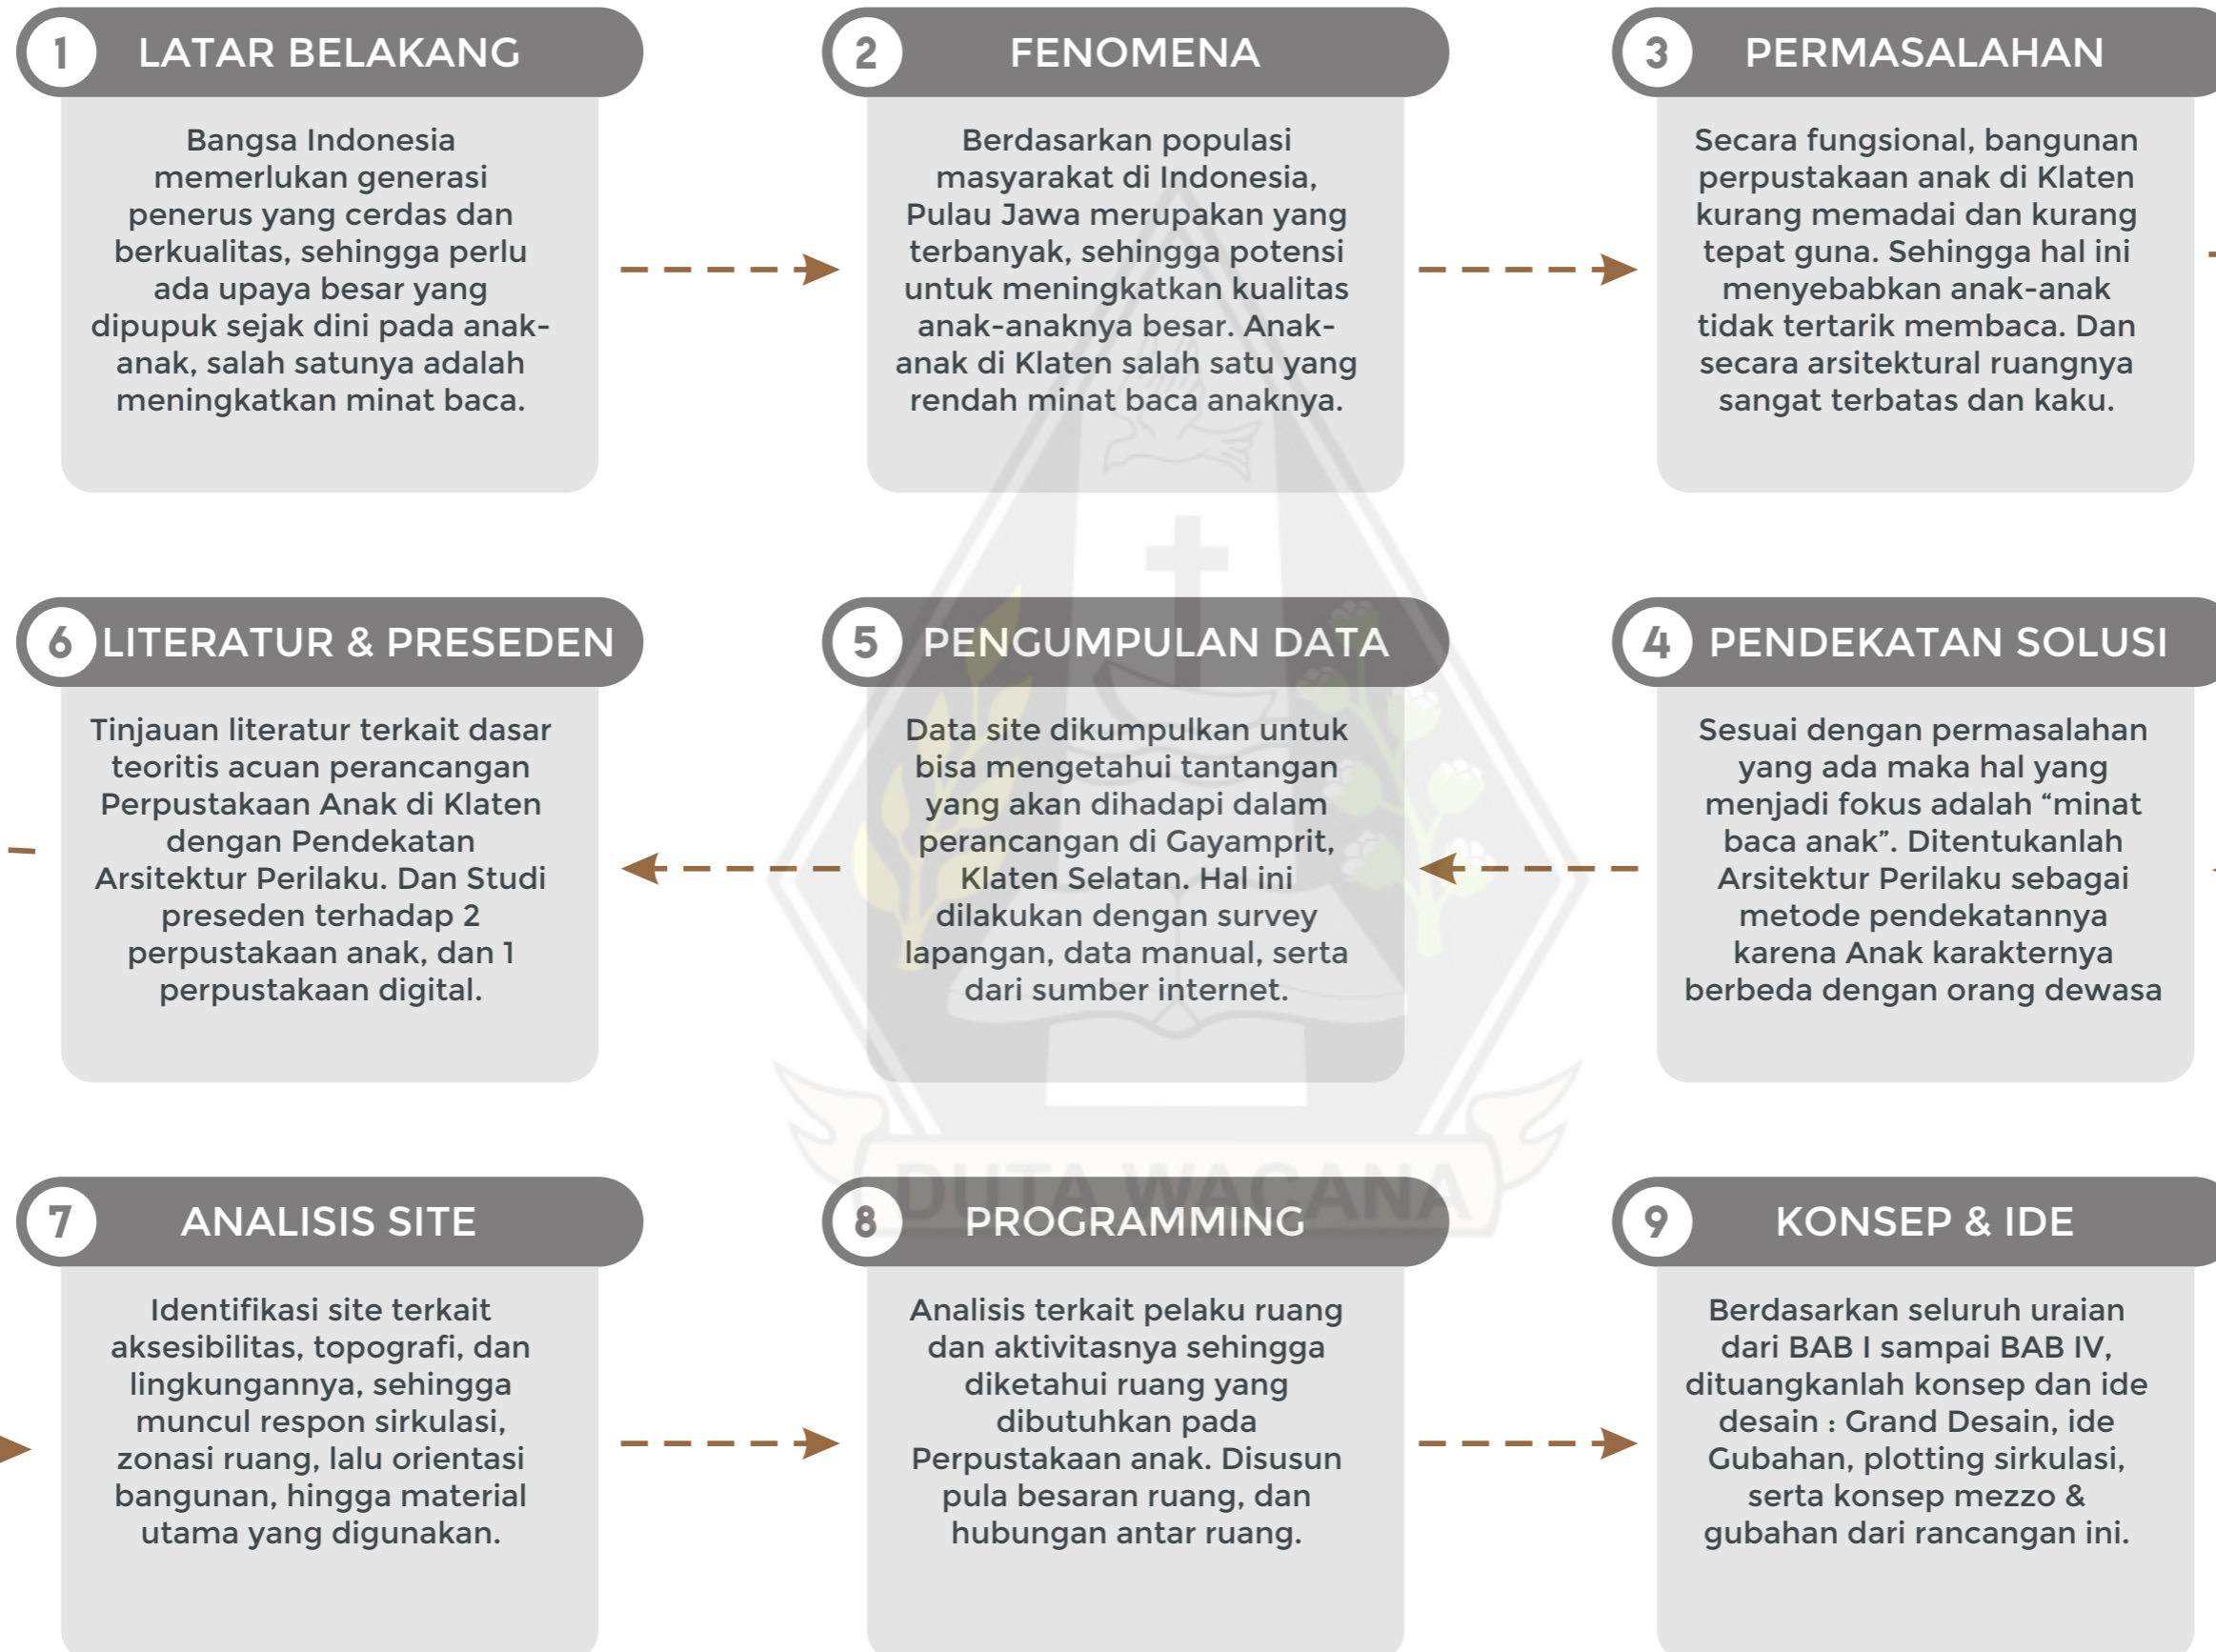 1 LATAR BELAKANG
Bangsa Indonesia
memerlukan generasi
penerus yang cerdas dan
berkualitas, sehingga perlu
ada upaya besar yang
dipupuk sejak dini pada anak-
anak, salah satunya adalah
meningkatkan minat baca.
2 FENOMENA
Berdasarkan populasi
masyarakat di Indonesia,
Pulau Jawa merupakan yang
terbanyak, sehingga potensi
untuk meningkatkan kualitas
anak-anaknya besar. Anak-
anak di Klaten salah satu yang
rendah minat baca anaknya.
3 PERMASALAHAN
Secara fungsional, bangunan
perpustakaan anak di Klaten
kurang memadai dan kurang
tepat guna. Sehingga hal ini
menyebabkan anak-anak
tidak tertarik membaca. Dan
secara arsitektural ruangnya
sangat terbatas dan kaku.
4 PENDEKATAN SOLUSI
Sesuai dengan permasalahan
yang ada maka hal yang
menjadi fokus adalah “minat
baca anak”. Ditentukanlah
Arsitektur Perilaku sebagai
metode pendekatannya
karena Anak karakternya
berbeda dengan orang dewasa
5 PENGUMPULAN DATA
Data site dikumpulkan untuk
bisa mengetahui tantangan
yang akan dihadapi dalam
perancangan di Gayamprit,
Klaten Selatan. Hal ini
dilakukan dengan survey
lapangan, data manual, serta
dari sumber internet.
6 LITERATUR & PRESEDEN
Tinjauan literatur terkait dasar
teoritis acuan perancangan
Perpustakaan Anak di Klaten
dengan Pendekatan
Arsitektur Perilaku. Dan Studi
preseden terhadap 2
perpustakaan anak, dan 1
perpustakaan digital.
7 ANALISIS SITE
Identifikasi site terkait
aksesibilitas, topografi, dan
lingkungannya, sehingga
muncul respon sirkulasi,
zonasi ruang, lalu orientasi
bangunan, hingga material
utama yang digunakan.
8 PROGRAMMING
Analisis terkait pelaku ruang
dan aktivitasnya sehingga
diketahui ruang yang
dibutuhkan pada
Perpustakaan anak. Disusun
pula besaran ruang, dan
hubungan antar ruang.
9 KONSEP & IDE
Berdasarkan seluruh uraian
dari BAB I sampai BAB IV,
dituangkanlah konsep dan ide
desain : Grand Desain, ide
Gubahan, plotting sirkulasi,
serta konsep mezzo &
gubahan dari rancangan ini.
DUTA WACANA